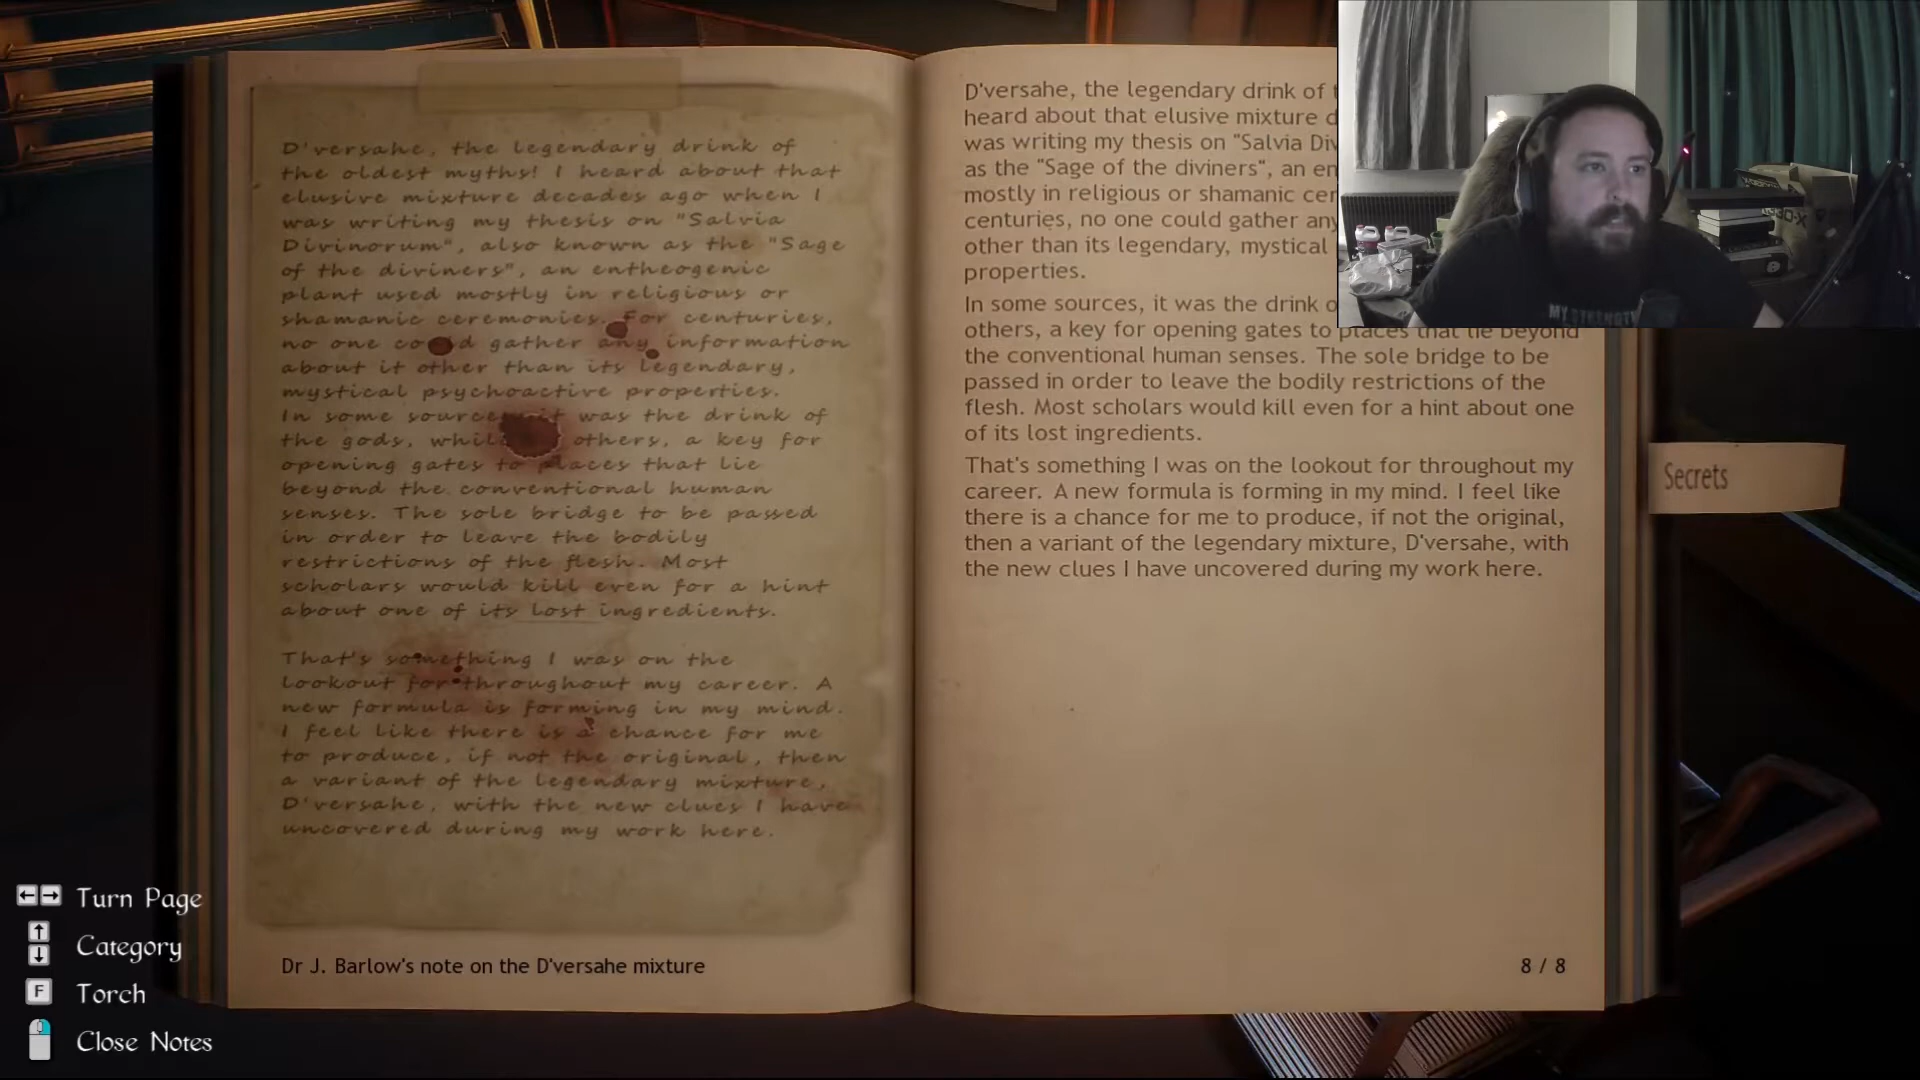 D'versahe, the legendary drink of
the oldest myths! I heard about that
elusive mixture decades ago when I
was writing my thesis on "Salvia
Divinorum", also known as the "Sage
of the diviners", an entheogenic
plant used mostly in religious or
shamanic ceremonies. For centuries,
no one could gather any information
about it other than its legendary,
mystical psychoactive properties.
In some sources it was the drink of
the gods, while others, a key for
opening gates to places that lie
beyond the conventional human
senses. The sole bridge to be passed
in order to leave the bodily
restrictions of the flesh. Most
scholars would kill even for a hint
about one of its lost ingredients.
That's something I was on the
lookout for throughout my career. A
new formula is forming in my mind.
I feel like there is a chance for me
to produce, if not the original, then
a variant of the legendary mixture,
D'versahe, with the new clues I have
uncovered during my work here.
Dr J. Barlow's note on the D'versahe mixture
D'versahe, the legendary drink of
heard about that elusive mixture
was writing my thesis on "Salvia
as the "Sage of the diviners", an
mostly in religious or shamanic
centuries, no one could gather
other than its legendary, mystical
properties.
In some sources, it was the drink
others, a key for opening gates to places that lie beyond
the conventional human senses. The sole bridge to be
passed in order to leave the bodily restrictions of the
flesh. Most scholars would kill even for a hint about one
of its lost ingredients.
That's something I was on the lookout for throughout my
career. A new formula is forming in my mind. I feel like
there is a chance for me to produce, if not the original,
then a variant of the legendary mixture, D'versahe, with
the new clues I have uncovered during my work here.
8 / 8
Secrets
Turn Page
Category
F Torch
Close Notes
MY STRENGTH